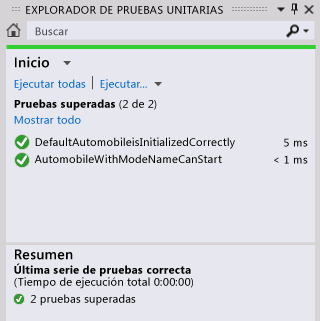 EXPLORADOR DE PRUEBAS UNITARIAS
Buscar
Inicio
Ejecutar todas | Ejecutar...
Pruebas superadas (2 de 2)
Mostrar todo
DefaultAutomobileisInitializedCorrectly 5 ms
AutomobileWithModeNameCanStart < 1 ms
Resumen
Última serie de pruebas correcta
(Tiempo de ejecución total 0:00:00)
2 pruebas superadas